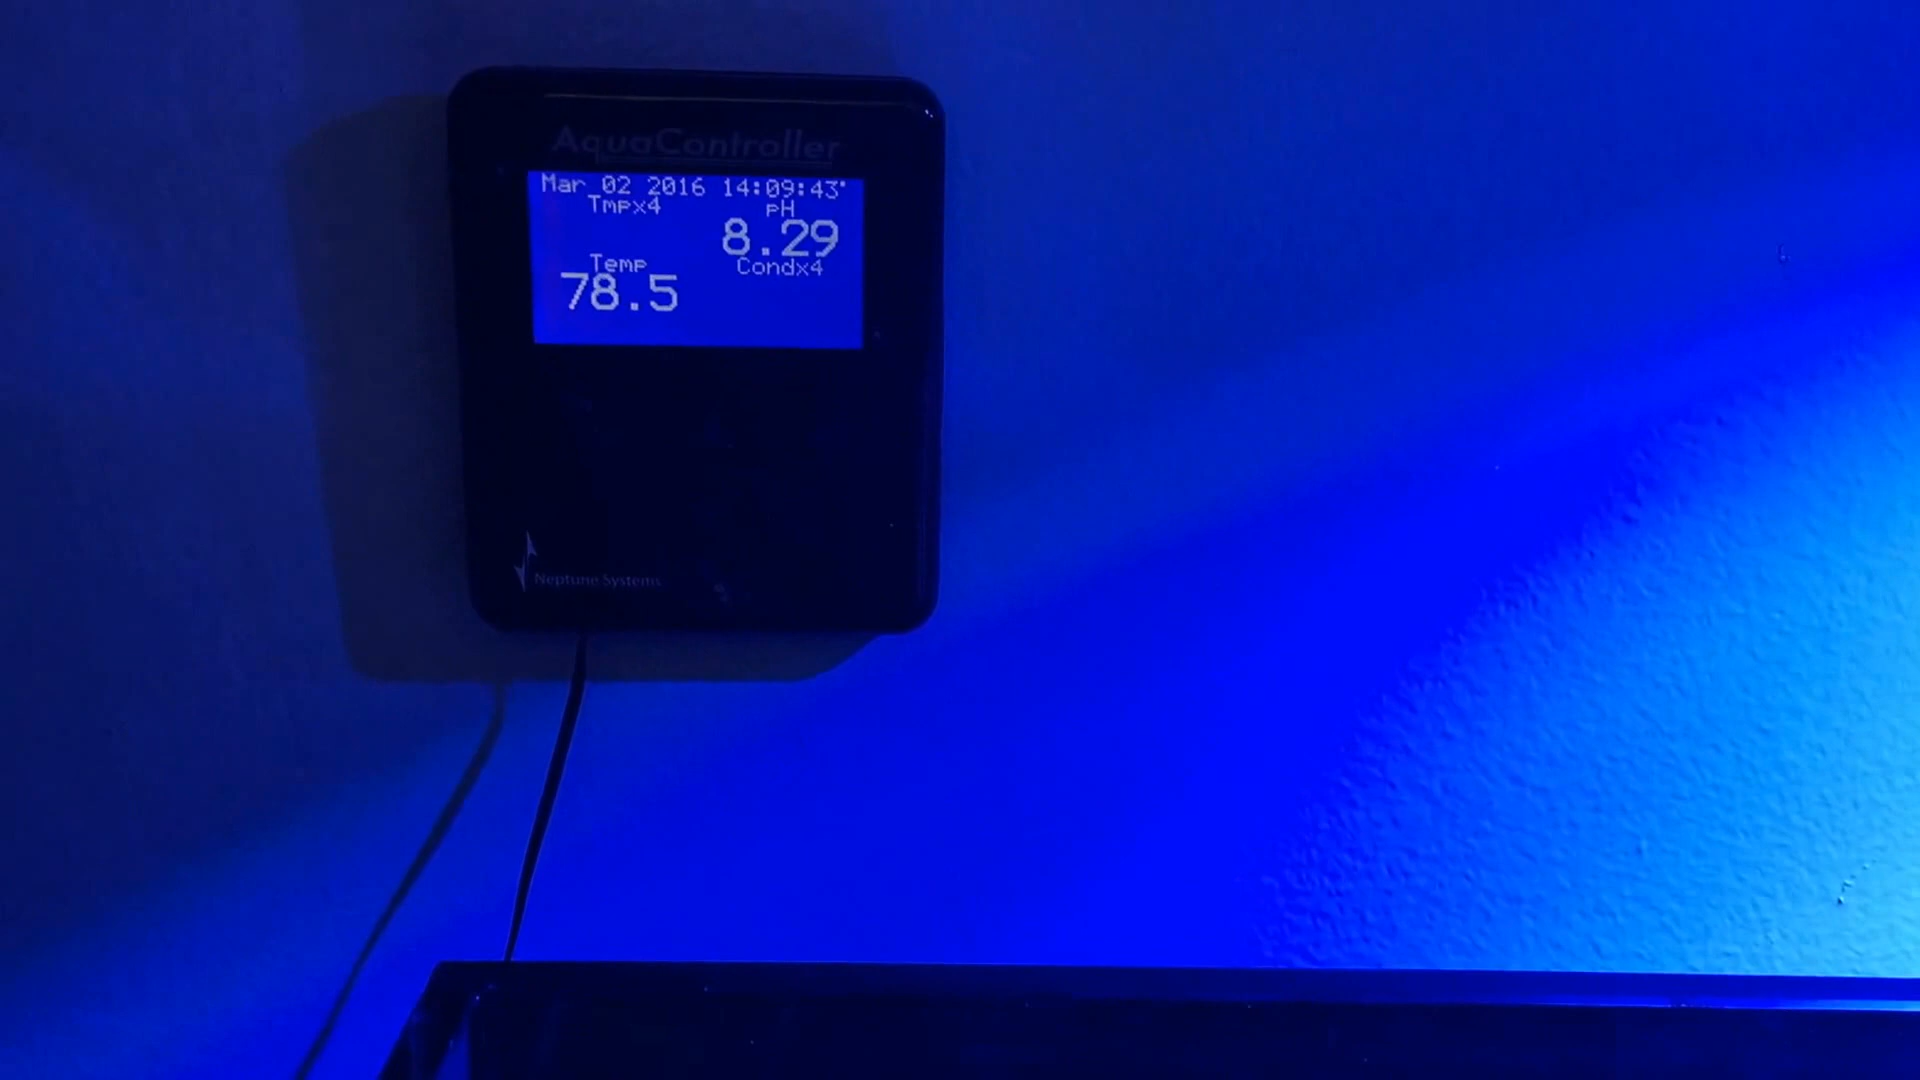 AquaController
Mar 02 2016 14:09:43
Tmpx4
pH
8.29
Temp
Condx4
78.5
Neptune Systems